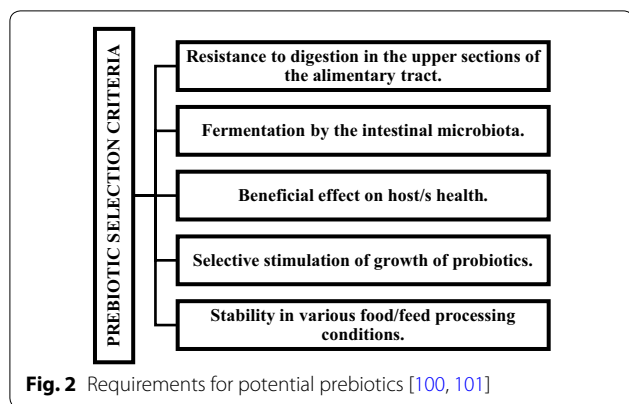 PREBIOTIC SELECTION CRITERIA
Resistance to digestion in the upper sections of
the alimentary tract.
Fermentation by the intestinal microbiota.
Beneficial effect on host/s health.
Selective stimulation of growth of probiotics.
Stability in various food/feed processing
conditions.
Fig. 2 Requirements for potential prebiotics [100, 101]